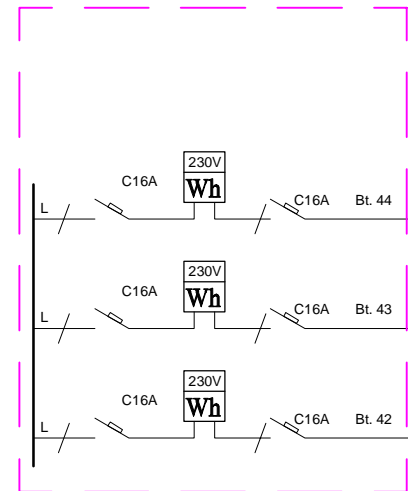 230V
C16A
Wh
L
C16A Bt. 44
230V
C16A
Wh
L
C16A Bt. 43
230V
C16A
Wh
L
C16A Bt. 42